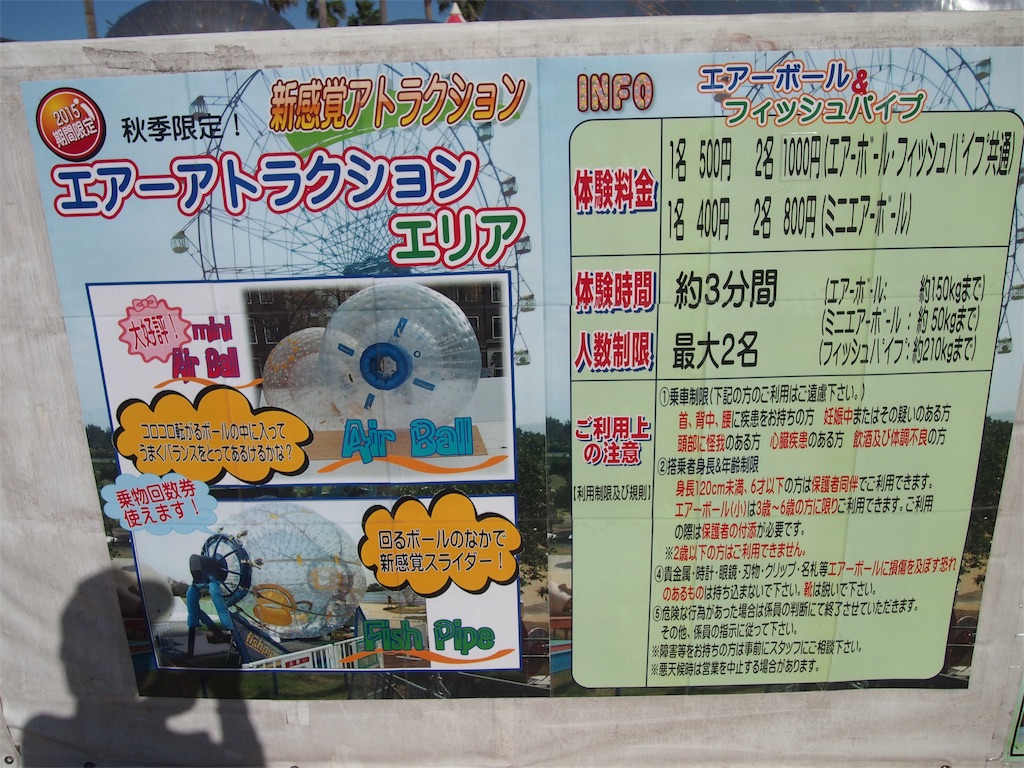 2015
期間限定
秋季限定！
新感覚アトラクション
エアーアトラクション
エリア
大好評！
mini
Air Ball
コロコロ転がるボールの中に入って
うまくバランスをとってあるけるかな？
Air Ball
乗物回数券
使えます！
回るボールのなかで
新感覚スライダー！
Fish Pipe
INFO
エアーボール&
フィッシュパイプ
体験料金
1名 500円 2名 1000円(エアーボール・フィッシュパイプ共通)
1名 400円 2名 800円(ミニエアーボール)
体験時間
約3分間
人数制限
最大2名
(エアーボール: 約150kgまで)
(ミニエアーボール : 約50kgまで)
(フィッシュパイプ : 約210kgまで)
ご利用上
の注意
【利用制限及び規則】
①乗車制限(下記の方のご利用はご遠慮下さい。)
首、背中、腰に疾患をお持ちの方 妊娠中またはその疑いのある方
頭部に怪我のある方 心臓疾患のある方 飲酒及び体調不良の方
②搭乗者身長&年齢制限
身長120cm未満、6才以下の方は保護者同伴でご利用できます。
エアーボール(小)は3歳～6歳の方に限りご利用できます。ご利用
の際は保護者の付添が必要です。
※2歳以下の方はご利用できません。
④貴金属・時計・眼鏡・刃物・クリップ・名札等エアーボールに損傷を及ぼす恐れ
のあるものは持ち込まないで下さい。靴は脱いで下さい。
⑤危険な行為があった場合は係員の判断にて終了させていただきます。
その他、係員の指示に従って下さい。
※障害等をお持ちの方は事前にスタッフにご相談下さい。
※悪天候時は営業を中止する場合があります。